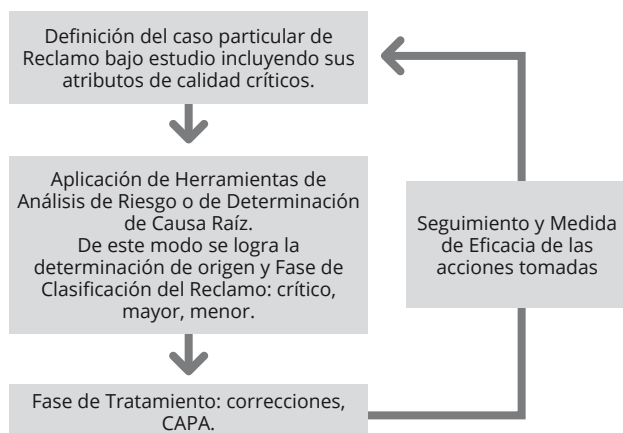 Definición del caso particular de
Reclamo bajo estudio incluyendo sus
atributos de calidad críticos.
Aplicación de Herramientas de
Análisis de Riesgo o de Determinación
de Causa Raíz.
De este modo se logra la
determinación de origen y Fase de
Clasificación del Reclamo: crítico,
mayor, menor.
Fase de Tratamiento: correcciones,
CAPA.
Seguimiento y Medida
de Eficacia de las
acciones tomadas